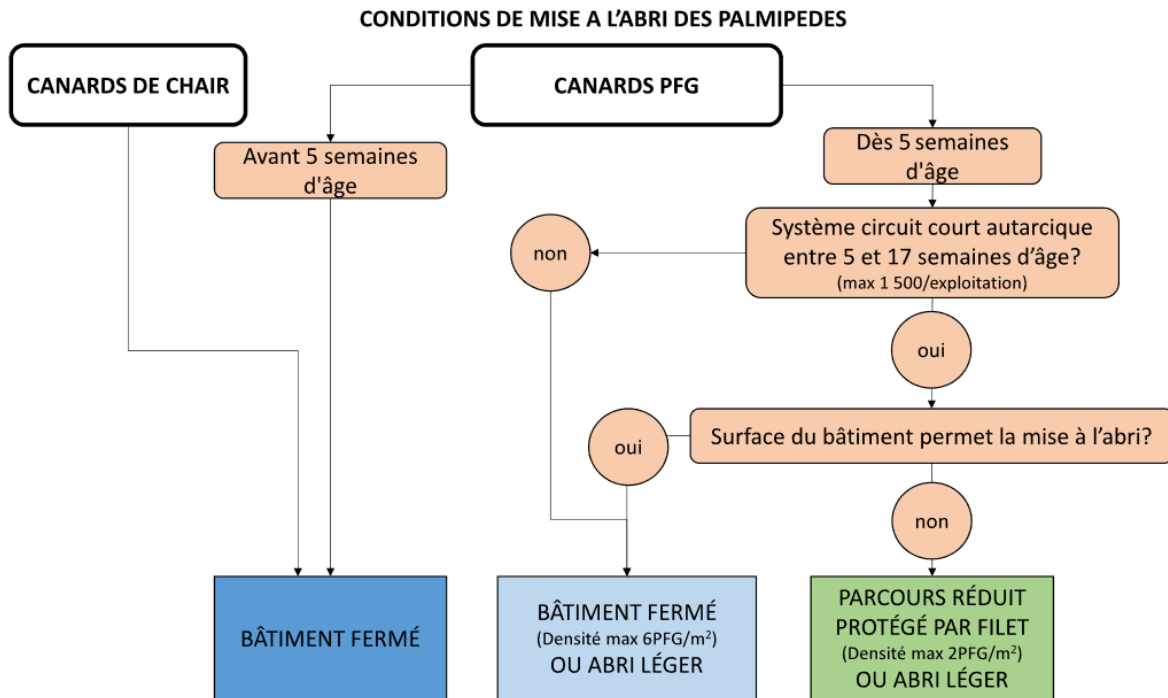 CONDITIONS DE MISE A L’ABRI DES PALMIPEDES
CANARDS DE CHAIR
CANARDS PFG
Avant 5 semaines
d'âge
Dès 5 semaines
d'âge
Système circuit court autarcique
entre 5 et 17 semaines d’âge?
(max 1 500/exploitation)
non
oui
Surface du bâtiment permet la mise à l’abri?
oui
non
BÂTIMENT FERMÉ
BÂTIMENT FERMÉ
(Densité max 6PFG/m²)
OU ABRI LÉGER
PARCOURS RÉDUIT
PROTÉGÉ PAR FILET
(Densité max 2PFG/m²)
OU ABRI LÉGER